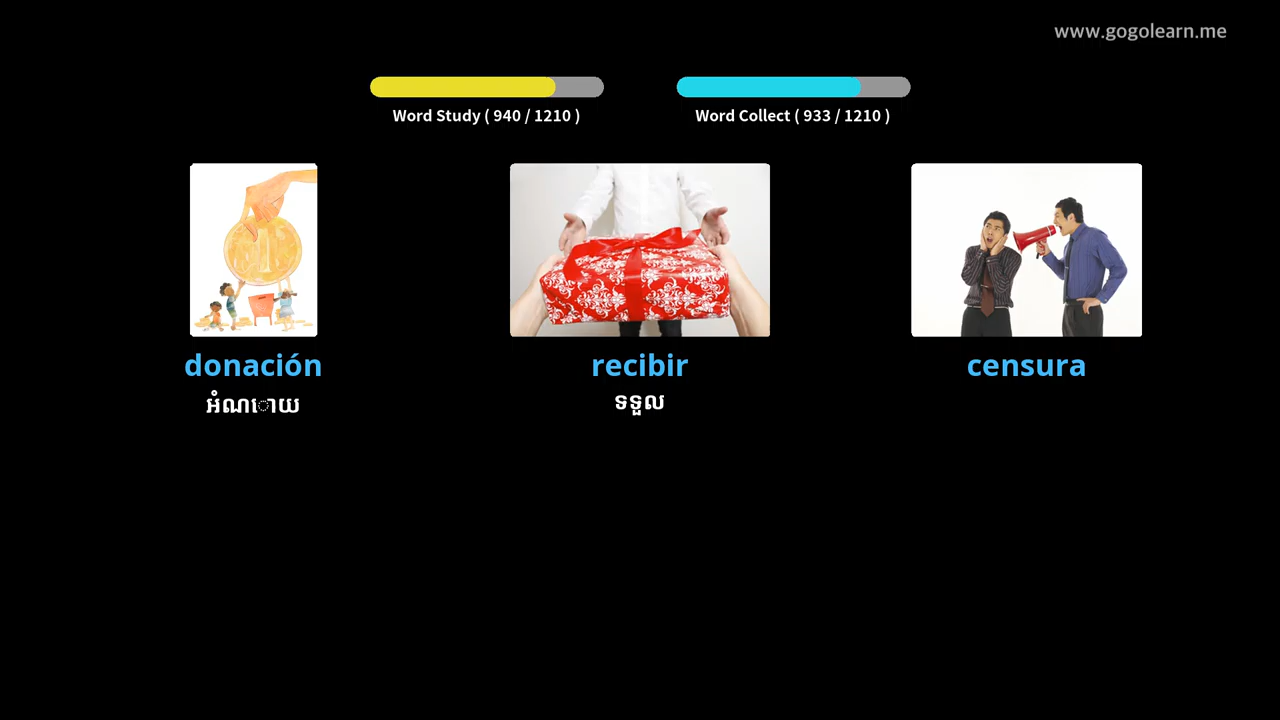 www.gogolearn.me
Word Study ( 940 / 1210 )
Word Collect ( 933 / 1210 )
donación
recibir
censura
អំណោយ
ទទួល